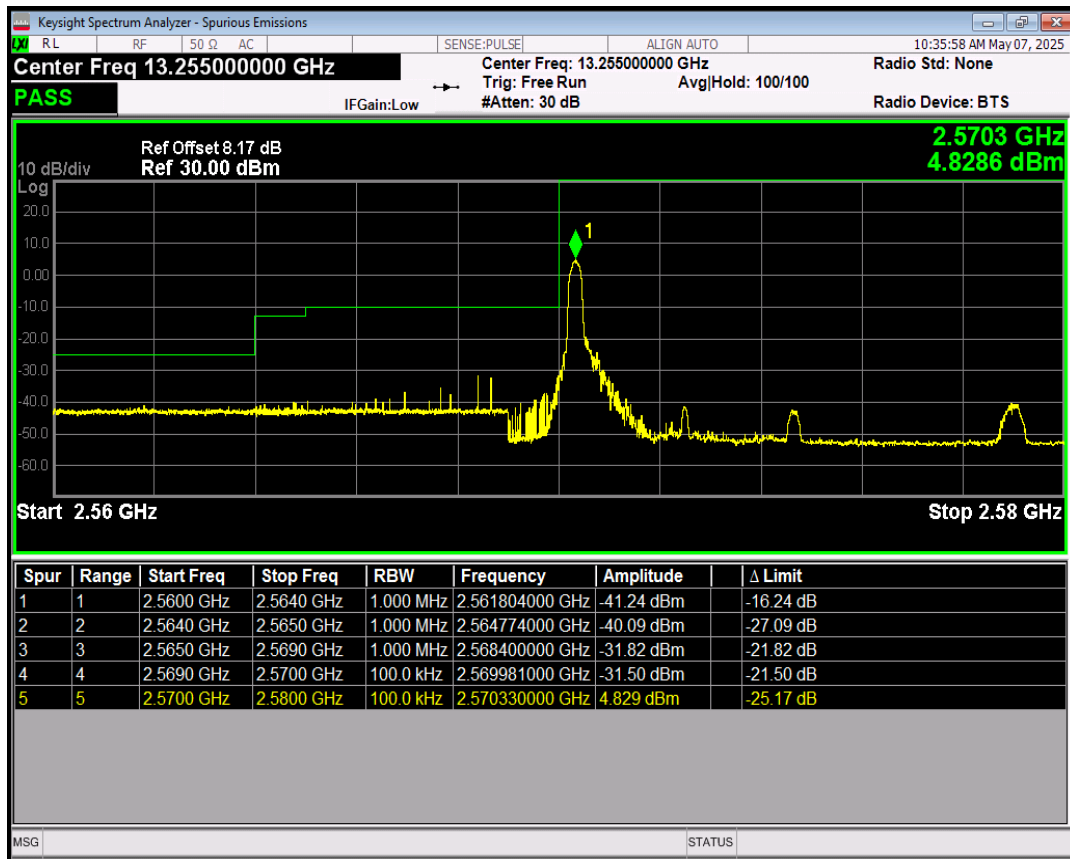 Keysight Spectrum Analyzer - Spurious Emissions
LXI RL RF 50 Ω AC SENSE:PULSE ALIGN AUTO 10:35:58 AM May 07, 2025
Center Freq 13.255000000 GHz
Center Freq: 13.255000000 GHz Radio Std: None
Trig: Free Run Avg|Hold: 100/100
PASS IFGain:Low #Atten: 30 dB Radio Device: BTS
2.5703 GHz
4.8286 dBm
Ref Offset 8.17 dB
10 dB/div Ref 30.00 dBm
Log
20.0
10.0
0.00
-10.0
-20.0
-30.0
-40.0
-50.0
-60.0
1
Start 2.56 GHz Stop 2.58 GHz
Spur Range Start Freq Stop Freq RBW Frequency Amplitude Δ Limit
1 1 2.5600 GHz 2.5640 GHz 1.000 MHz 2.561804000 GHz -41.24 dBm -16.24 dB
2 2 2.5640 GHz 2.5650 GHz 1.000 MHz 2.564774000 GHz -40.09 dBm -27.09 dB
3 3 2.5650 GHz 2.5690 GHz 1.000 MHz 2.568400000 GHz -31.82 dBm -21.82 dB
4 4 2.5690 GHz 2.5700 GHz 100.0 kHz 2.569981000 GHz -31.50 dBm -21.50 dB
5 5 2.5700 GHz 2.5800 GHz 100.0 kHz 2.570330000 GHz 4.829 dBm -25.17 dB
MSG STATUS